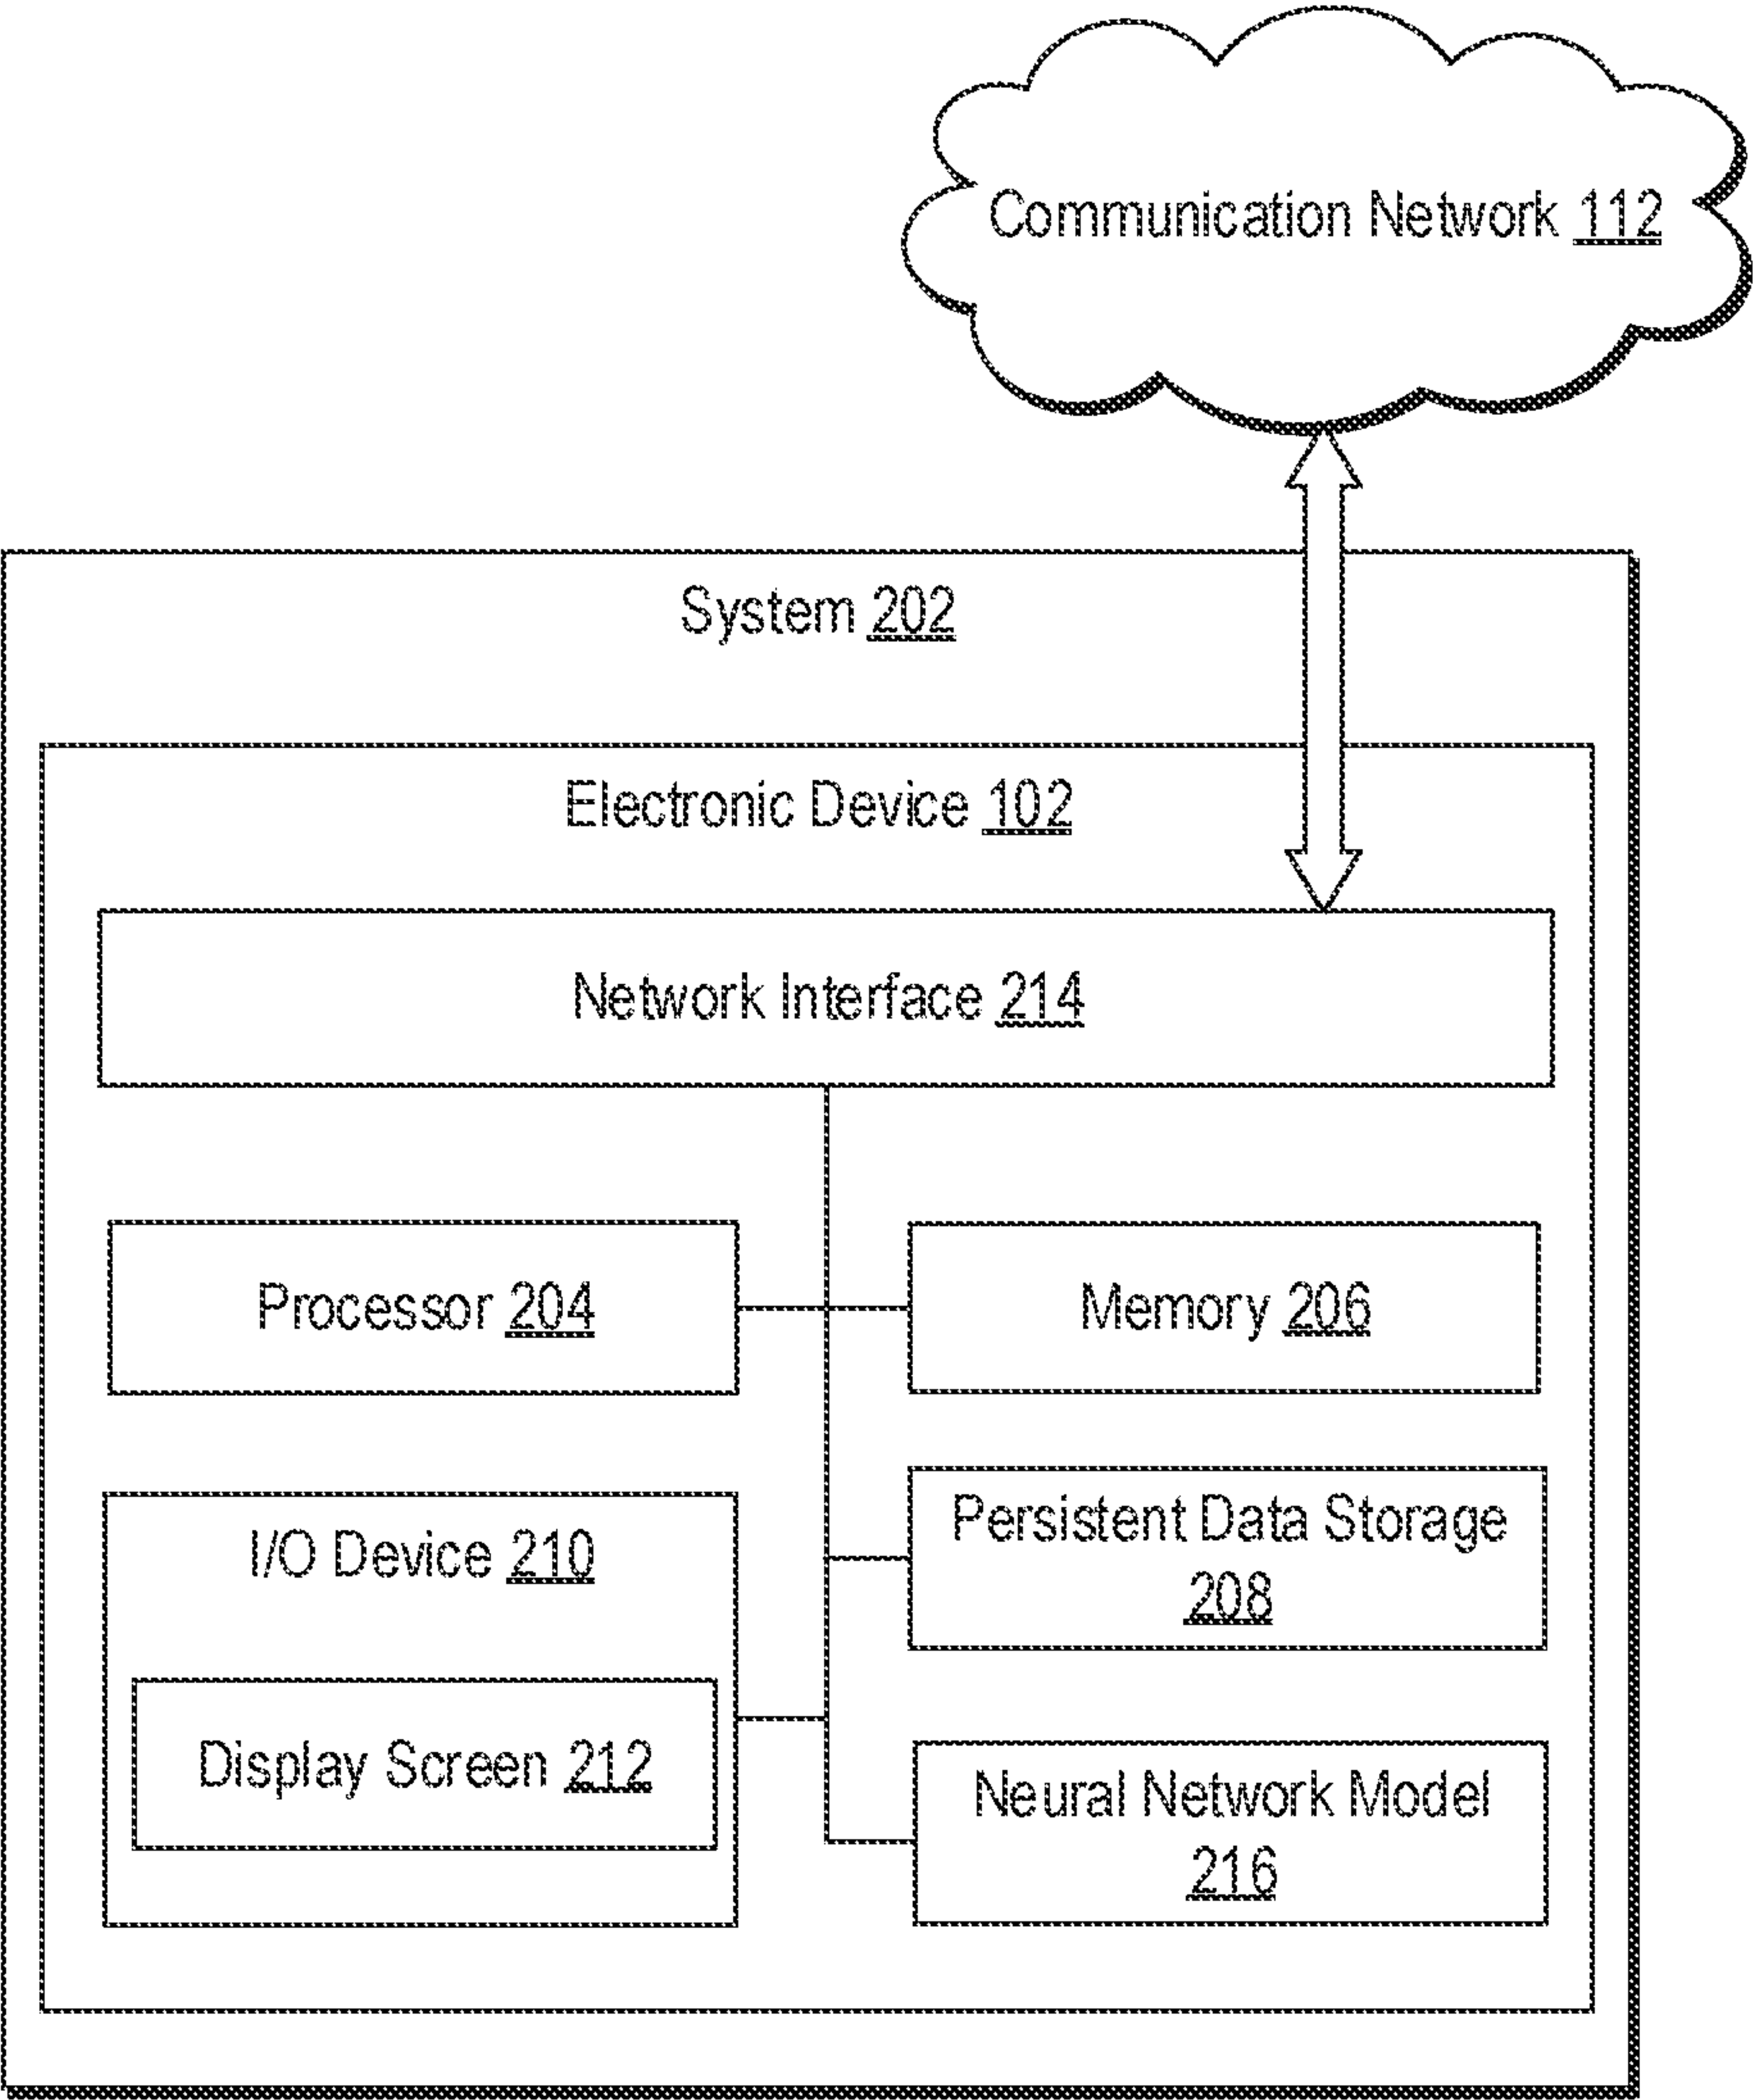 Communication Network 112
System 202
Electronic Device 102
Network Interface 214
Processor 204
Memory 206
I/O Device 210
Persistent Data Storage
208
Display Screen 212
Neural Network Model
216